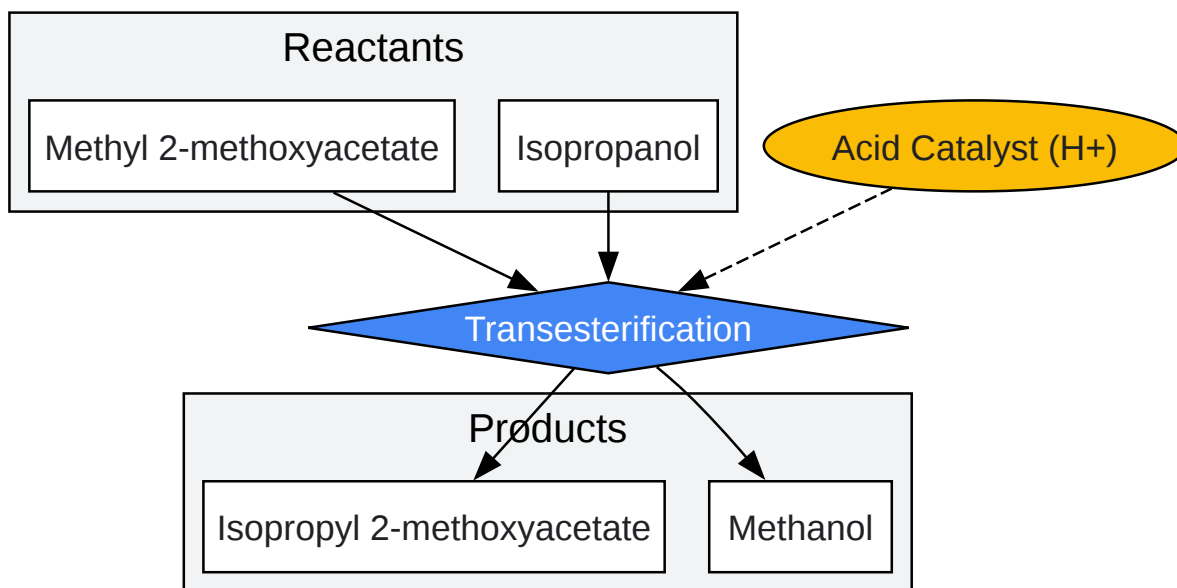 Reactants
Methyl 2-methoxyacetate
Isopropanol
Acid Catalyst (H+)
Transesterification
Products
Isopropyl 2-methoxyacetate
Methanol